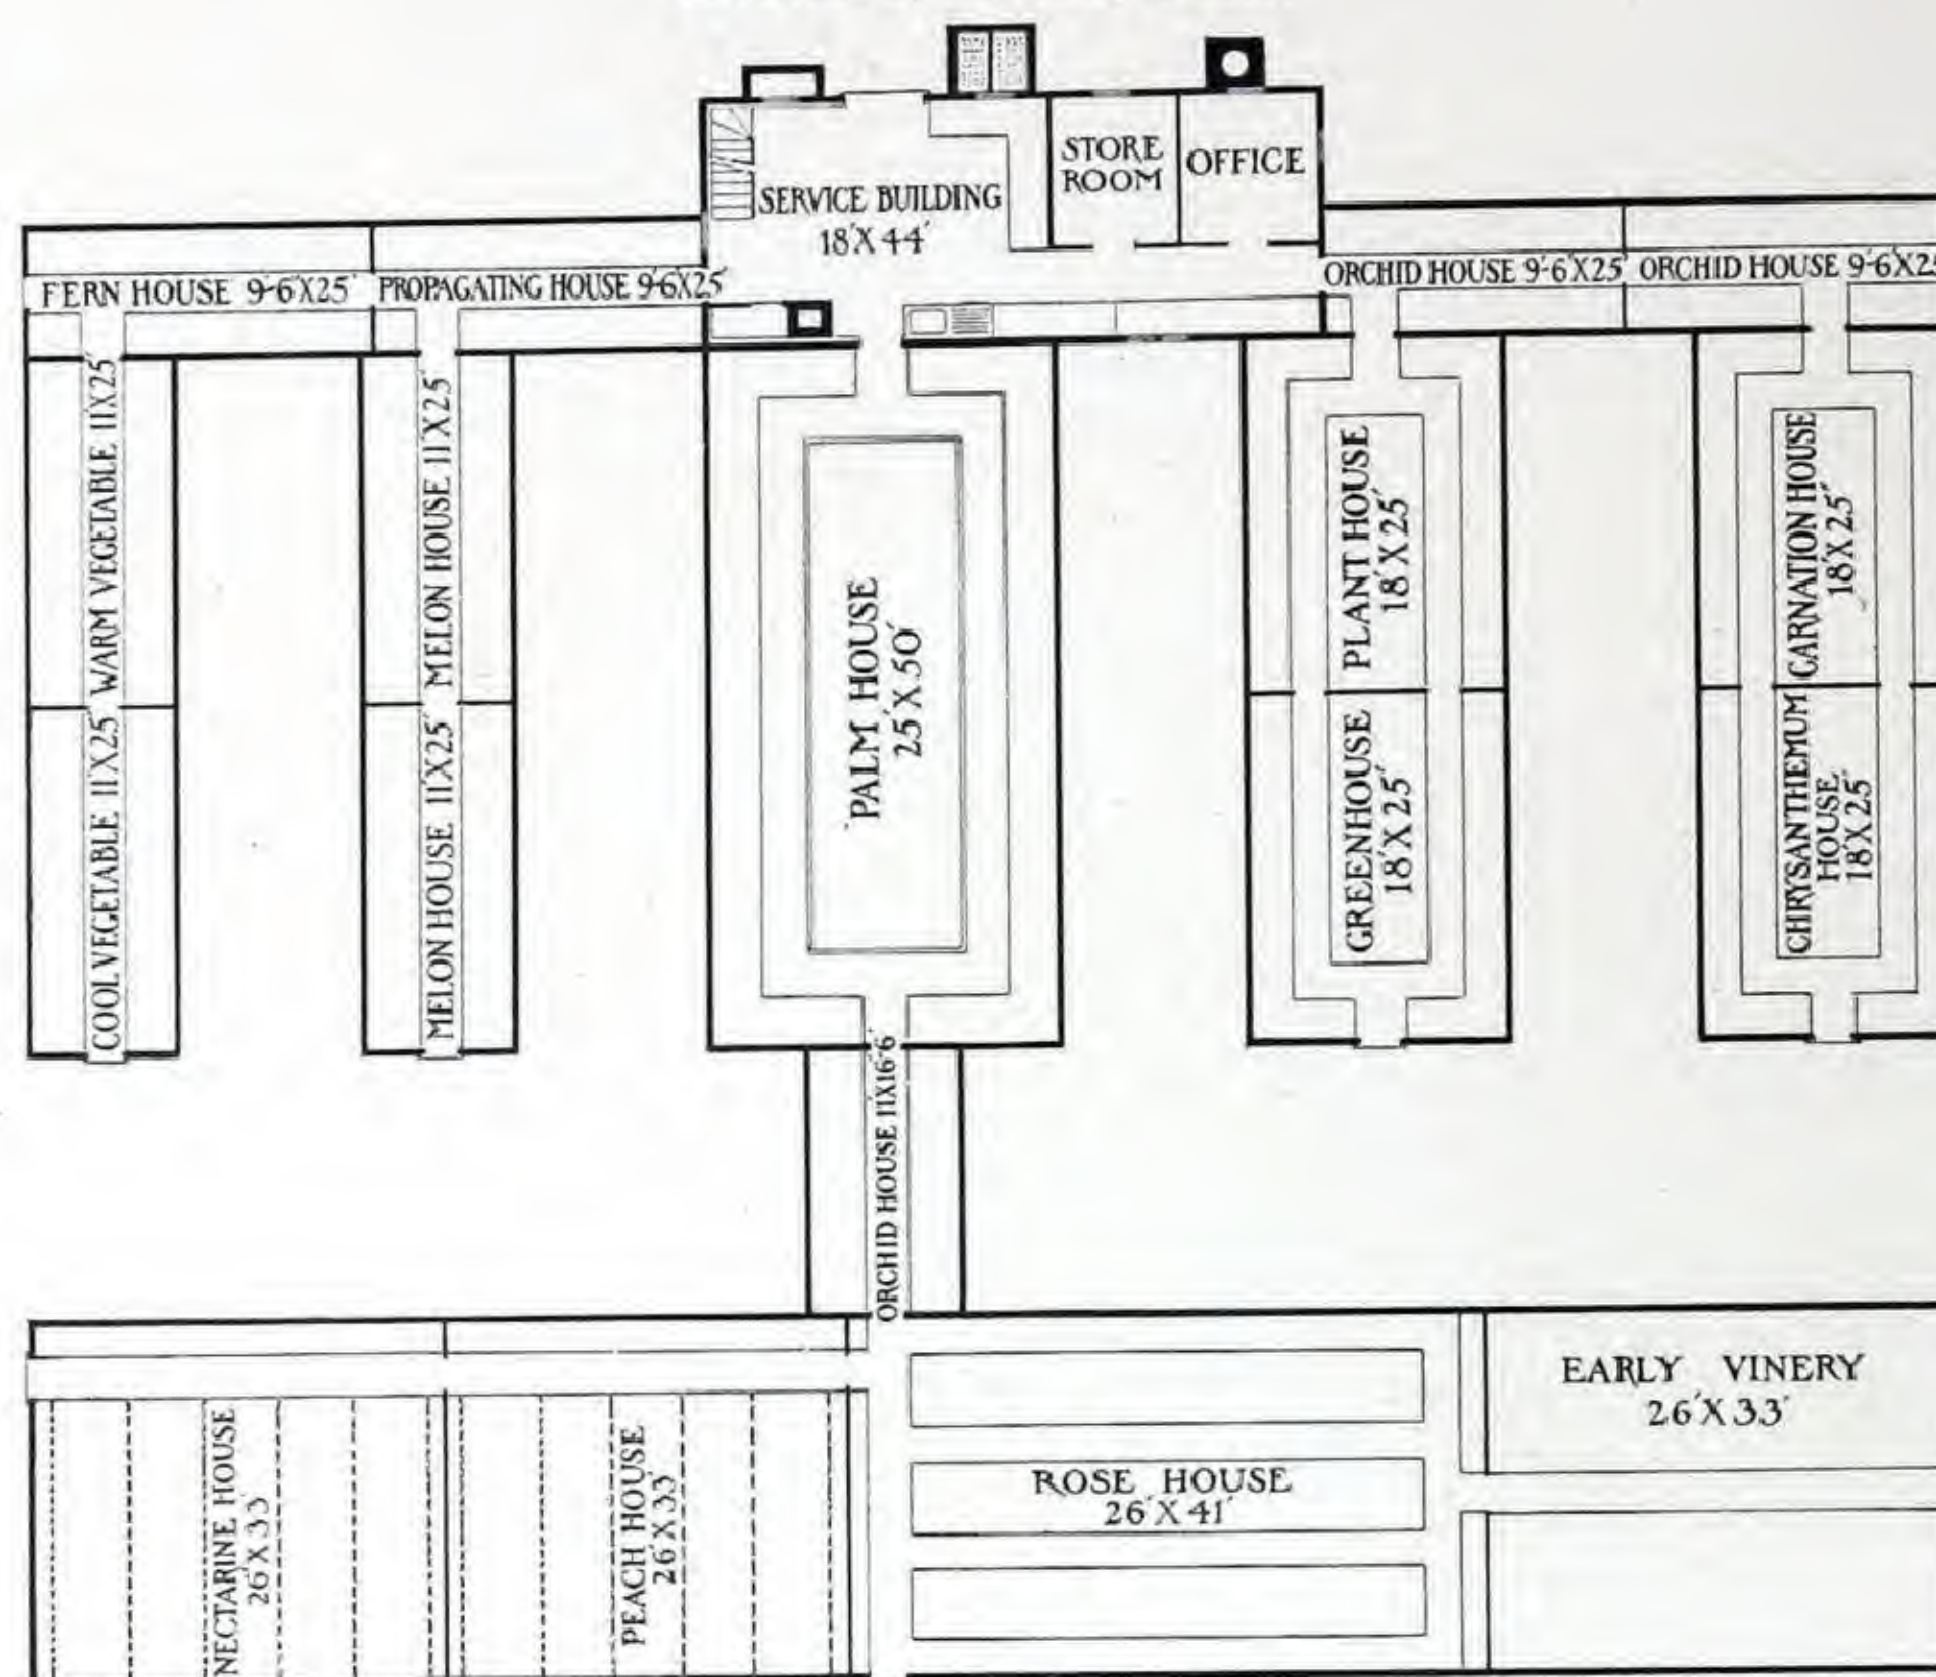 STORE
ROOM
OFFICE
SERVICE BUILDING
18'X44'
FERN HOUSE 9'-6"X25'
PROPAGATING HOUSE 9'-6"X25'
ORCHID HOUSE 9'-6"X25'
ORCHID HOUSE 9'-6"X25
WARM VEGETABLE 11'X25'
COOL VEGETABLE 11'X25'
MELON HOUSE 11'X25'
MELON HOUSE 11'X25'
PALM HOUSE
25'X50'
PLANT HOUSE
18'X25'
GREENHOUSE
18'X25'
CARNATION HOUSE
18'X25"
CHRYSANTHEMUM
HOUSE
18'X25"
ORCHID HOUSE 11'X16'-6"
NECTARINE HOUSE
26'X33'
PEACH HOUSE
26'X33'
ROSE HOUSE
26'X41'
EARLY VINERY
26'X33'